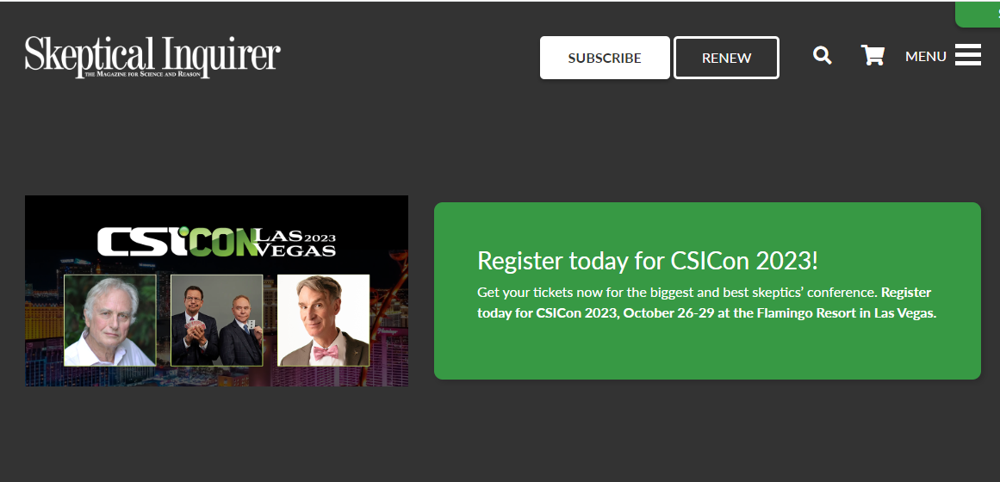 Skeptical Inquirer
THE MAGAZINE FOR SCIENCE AND REASON
SUBSCRIBE
RENEW
MENU
CSICON LAS 2023
VEGAS
Register today for CSICon 2023!
Get your tickets now for the biggest and best skeptics’ conference. Register
today for CSICon 2023, October 26-29 at the Flamingo Resort in Las Vegas.